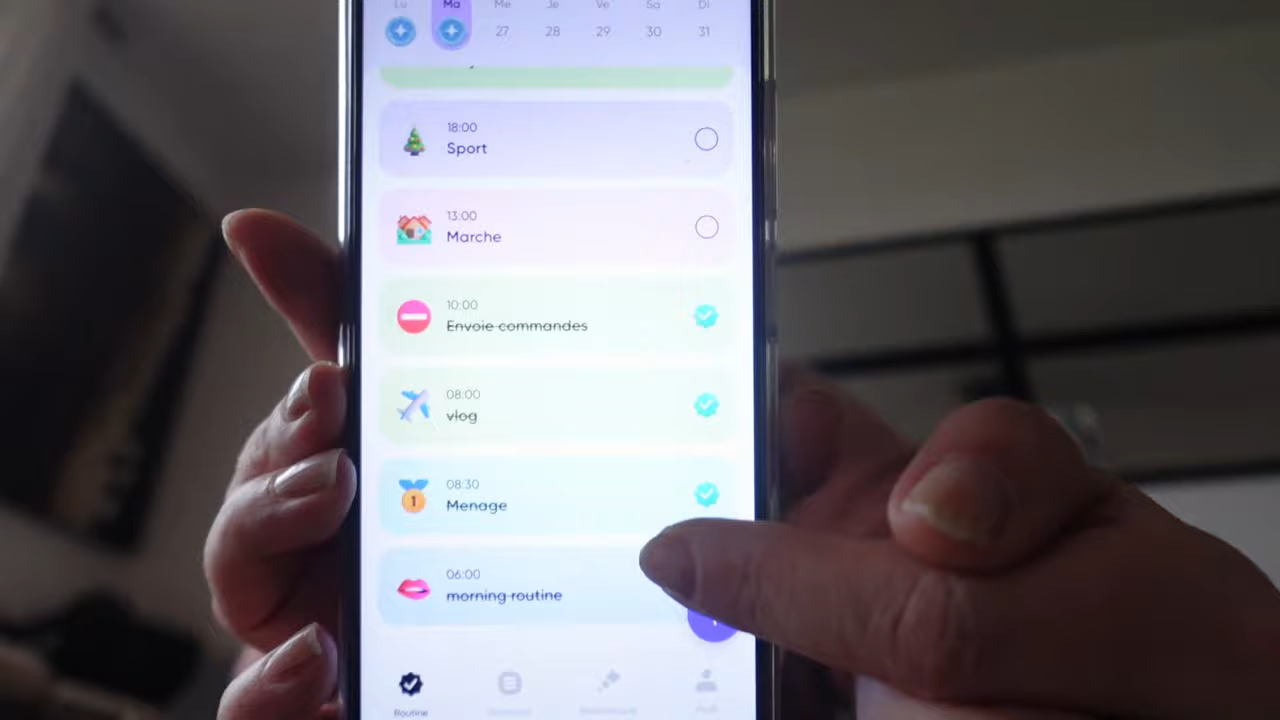 Lu Ma Me Je Ve Sa Di
27 28 29 30 31
18:00
Sport
13:00
Marche
10:00
Envoie commandes
08:00
vlog
08:30
Menage
06:00
morning routine
Routine